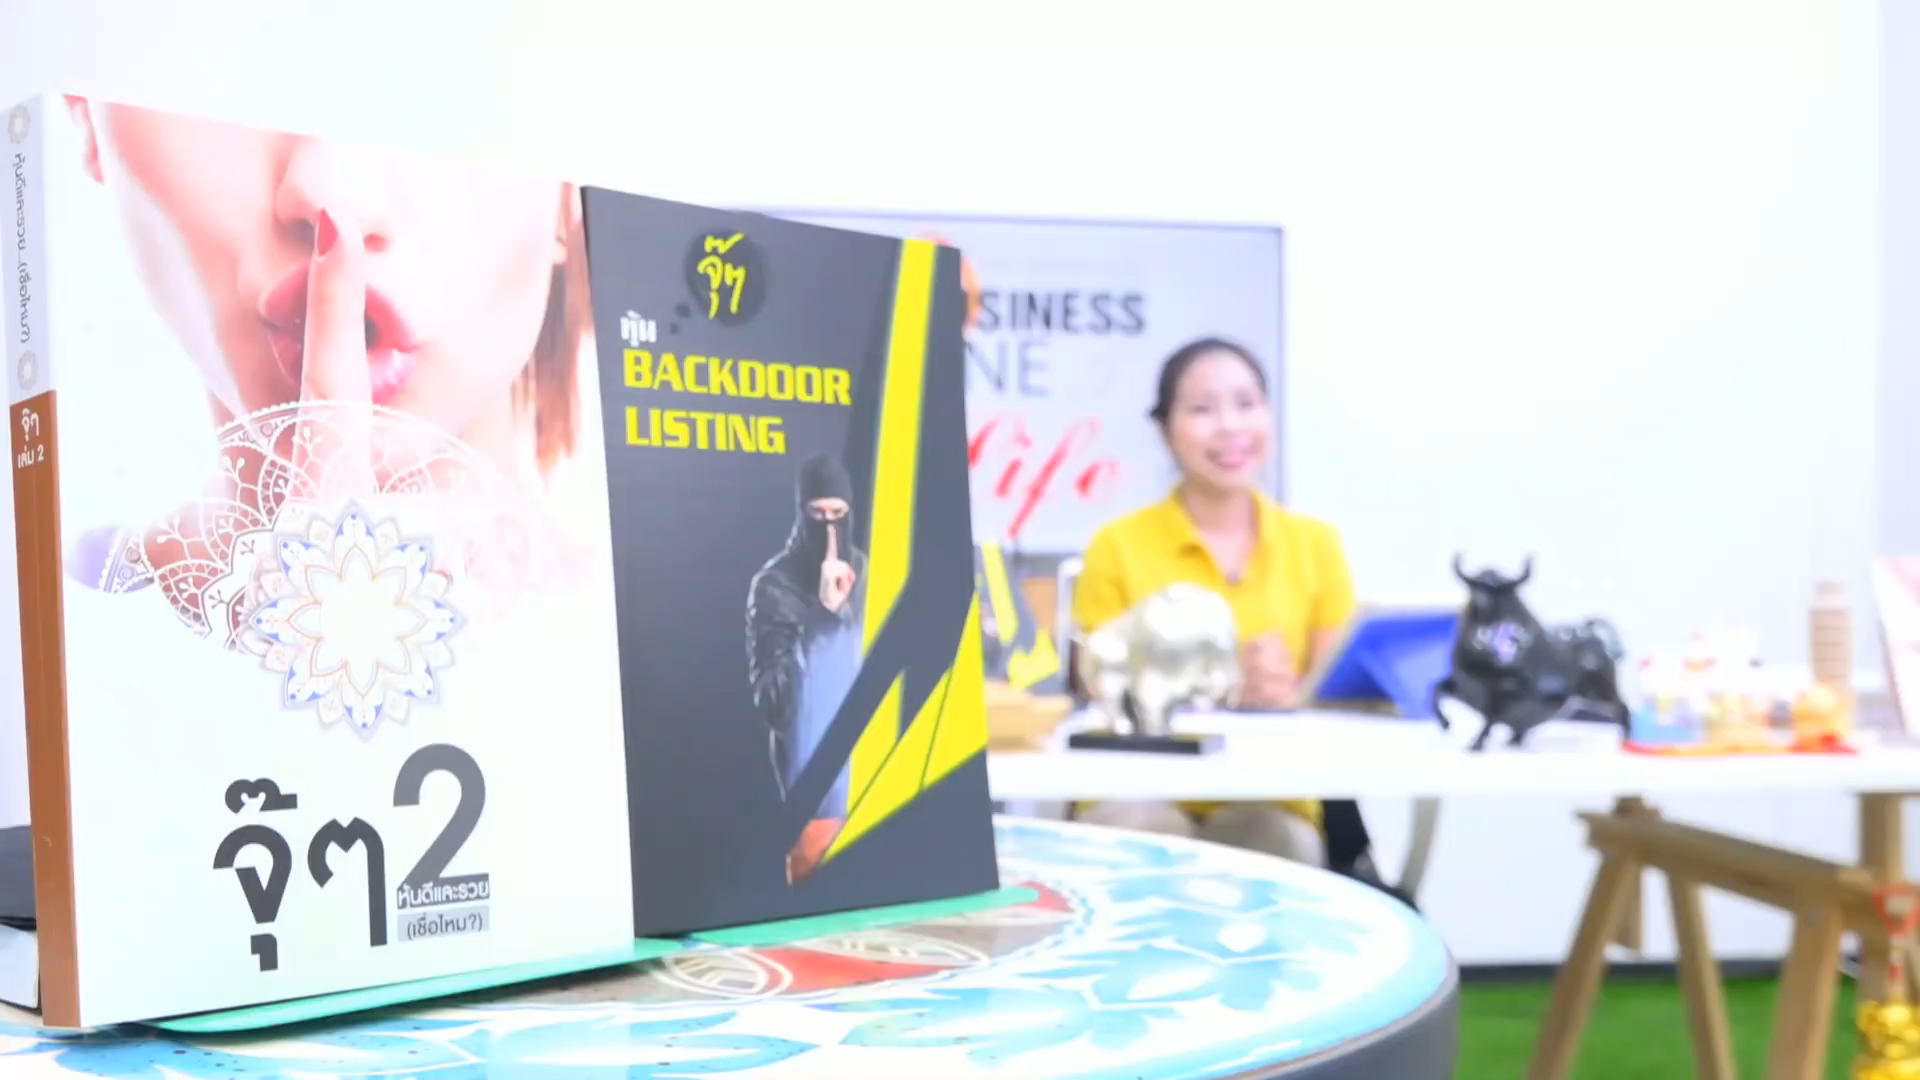 หุ้นดีและรวย...(เชื่อไหม?)
จุ๊ๆ
เล่ม 2
จุ๊ๆ 2
หุ้นดีและรวย
(เชื่อไหม?)
จุ๊ๆ
หุ้น
BACKDOOR
LISTING
SINESS
NE
life